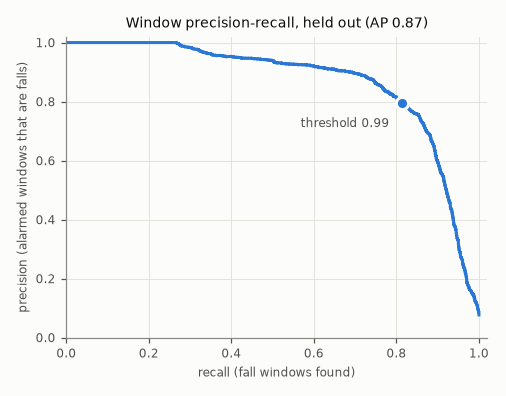 Window precision-recall, held out (AP 0.87)
precision (alarmed windows that are falls)
1.0
0.8
0.6
0.4
0.2
0.0
threshold 0.99
0.0 0.2 0.4 0.6 0.8 1.0
recall (fall windows found)